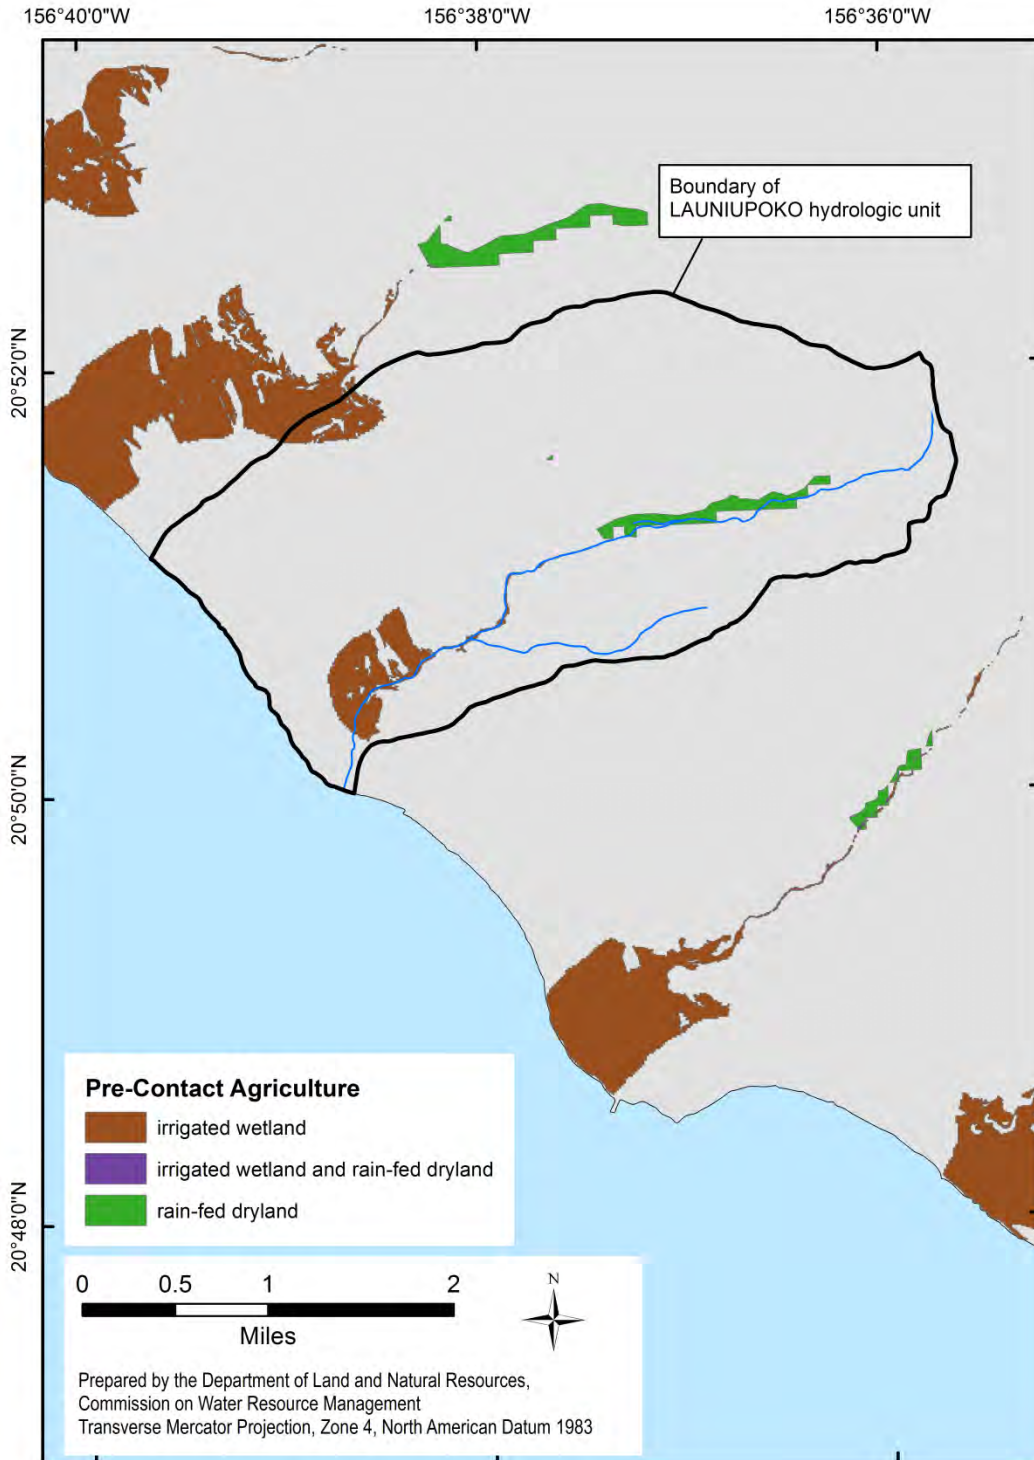 156°40'0"W
156°38'0"W
156°36'0"W
Boundary of
LAUNIUPOKO hydrologic unit
20°52'0"N
20°50'0"N
20°48'0"N
Pre-Contact Agriculture
irrigated wetland
irrigated wetland and rain-fed dryland
rain-fed dryland
0 0.5 1 2
Miles
N
Prepared by the Department of Land and Natural Resources,
Commission on Water Resource Management
Transverse Mercator Projection, Zone 4, North American Datum 1983